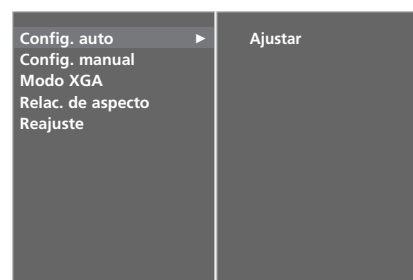 Config. auto ► Ajustar
Config. manual
Modo XGA
Relac. de aspecto
Reajuste